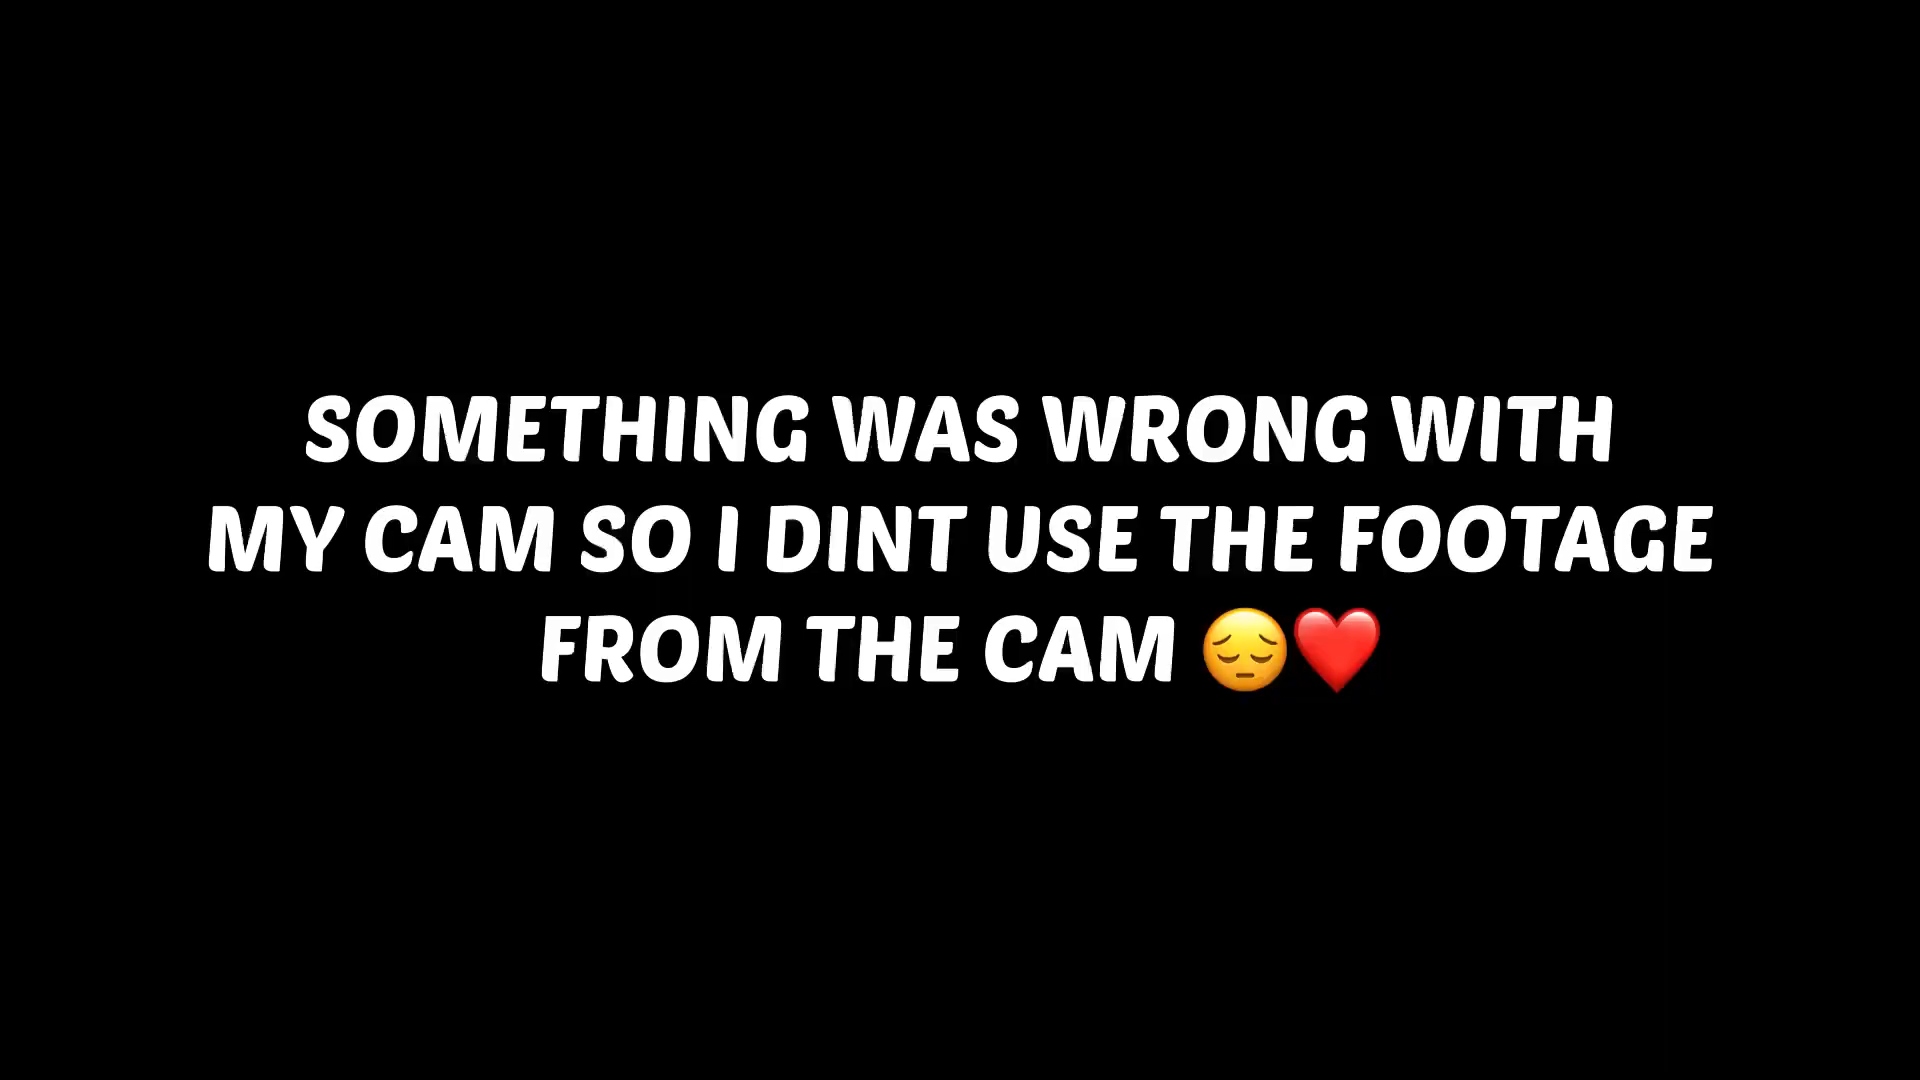 SOMETHING WAS WRONG WITH
MY CAM SO I DINT USE THE FOOTAGE
FROM THE CAM 😔❤️